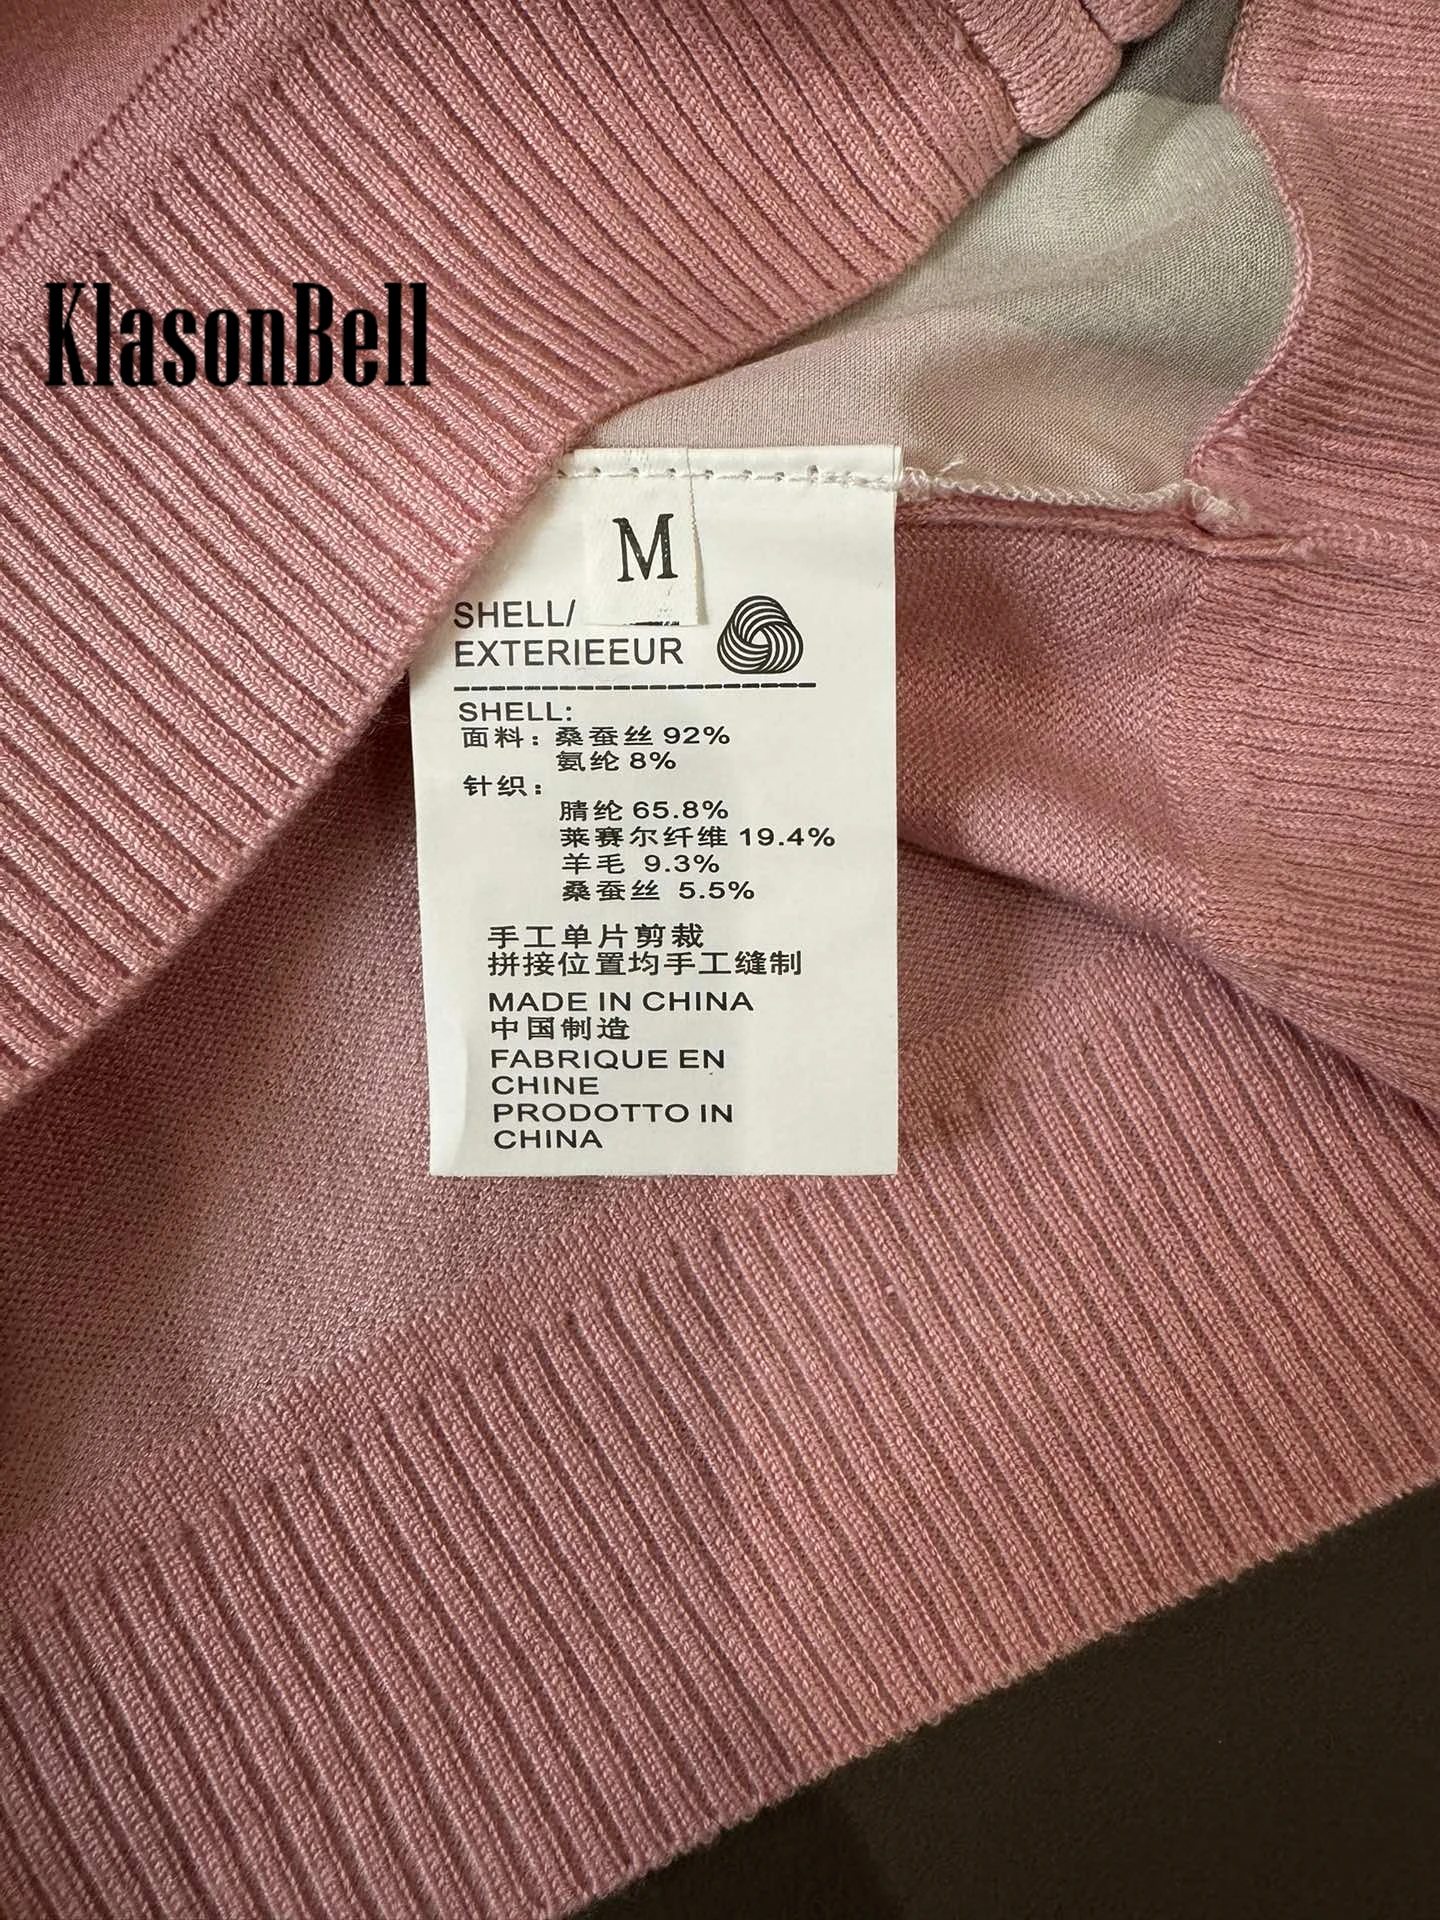 KlasonBell
M
SHELL/
EXTERIEEUR
SHELL:
面料：桑蚕丝 92%
氨纶 8%
针织：
腈纶 65.8%
莱赛尔纤维 19.4%
羊毛 9.3%
桑蚕丝 5.5%
手工单片剪裁
拼接位置均手工缝制
MADE IN CHINA
中国制造
FABRIQUE EN
CHINE
PRODOTTO IN
CHINA